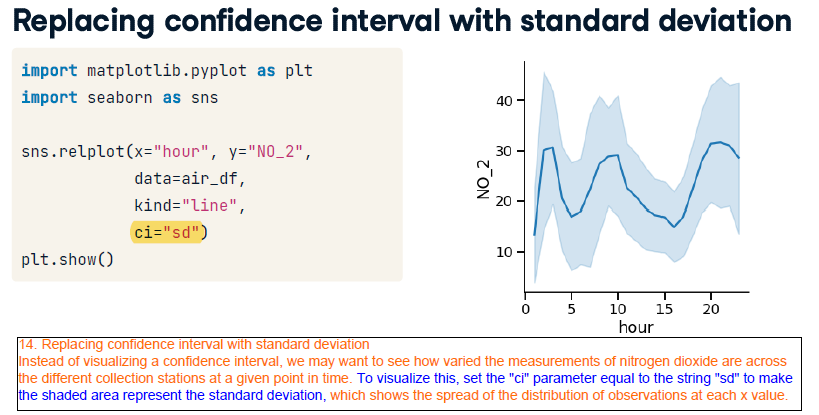 Replacing confidence interval with standard deviation
import matplotlib.pyplot as plt
import seaborn as sns
sns.relplot(x="hour", y="NO_2",
data=air_df,
kind="line",
ci="sd")
plt.show()
NO_2
40
30
20
10
0 5 10 15 20
hour
14. Replacing confidence interval with standard deviation
Instead of visualizing a confidence interval, we may want to see how varied the measurements of nitrogen dioxide are across
the different collection stations at a given point in time. To visualize this, set the "ci" parameter equal to the string "sd" to make
the shaded area represent the standard deviation, which shows the spread of the distribution of observations at each x value.